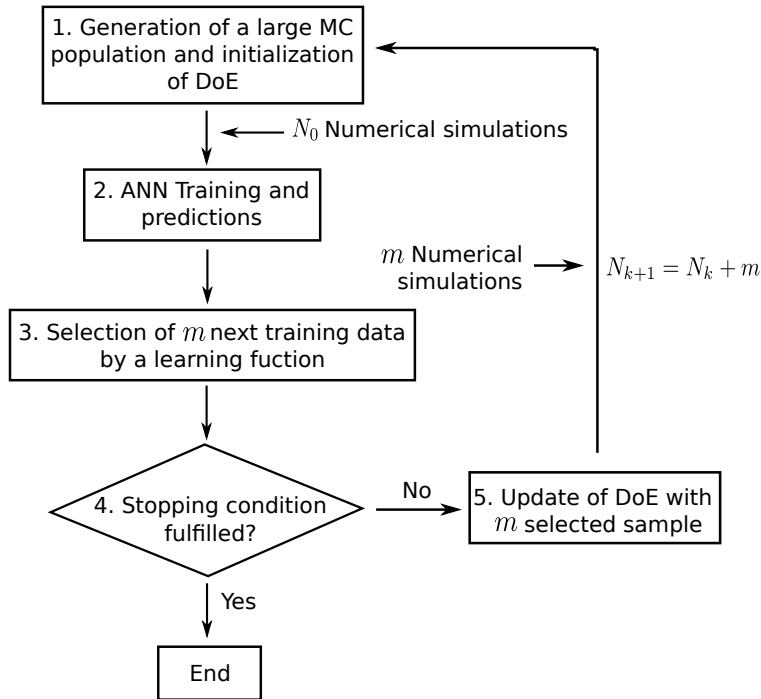 1. Generation of a large MC
population and initialization
of DoE
N₀ Numerical simulations
2. ANN Training and
predictions
m Numerical
simulations
N_{k+1} = N_k + m
3. Selection of m next training data
by a learning fuction
4. Stopping condition
fulfilled?
No
5. Update of DoE with
m selected sample
Yes
End